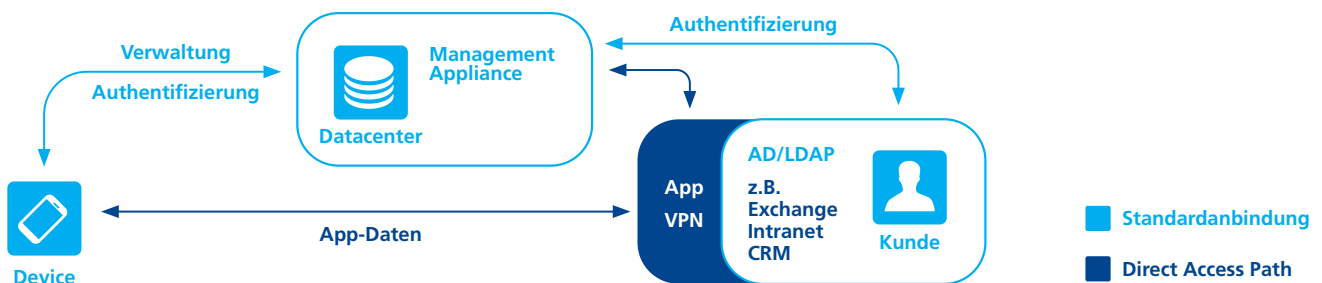 Verwaltung
Authentifizierung
Management
Appliance
Datacenter
Authentifizierung
Device
App-Daten
App
VPN
AD/LDAP
z.B.
Exchange
Intranet
CRM
Kunde
Standardanbindung
Direct Access Path